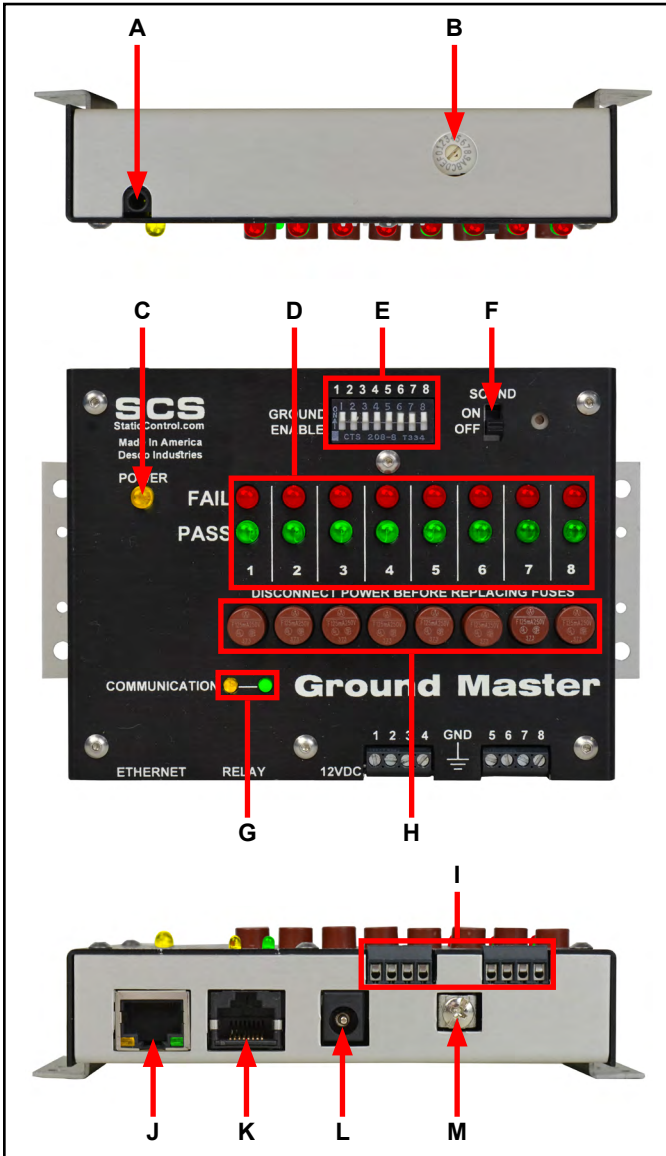 A B
C D E F
1 2 3 4 5 6 7 8
SOUND
SCS
StaticControl.com
Made In America
Desco Industries
GROUND
ENABLE
1 2 3 4 5 6 7 8
CTS 208-8 T334
ON
OFF
POWER
FAIL
PASS
1 2 3 4 5 6 7 8
DISCONNECT POWER BEFORE REPLACING FUSES
COMMUNICATION
Ground Master
1 2 3 4 GND 5 6 7 8
ETHERNET RELAY 12VDC
G H
I
J K L M